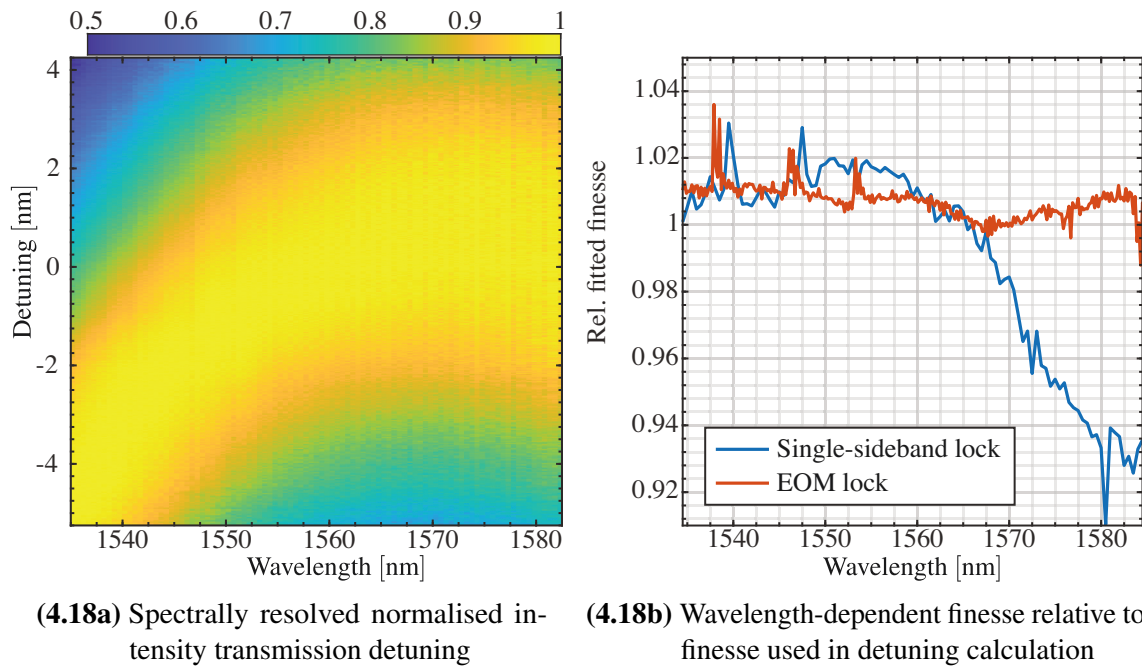 0.5 0.6 0.7 0.8 0.9 1
4
2
0
-2
-4
Detuning [nm]
1540 1550 1560 1570 1580
Wavelength [nm]
(4.18a) Spectrally resolved normalised in-
tensity transmission detuning
1.04
1.02
1
0.98
0.96
0.94
0.92
Rel. fitted finesse
Single-sideband lock
EOM lock
1540 1550 1560 1570 1580
Wavelength [nm]
(4.18b) Wavelength-dependent finesse relative to
finesse used in detuning calculation